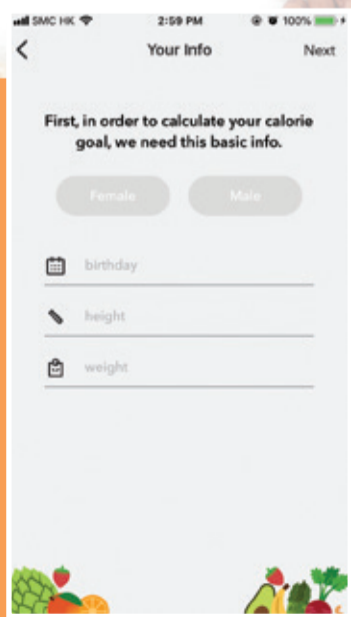 SMC HK 2:59 PM 100%
Your Info Next
First, in order to calculate your calorie
goal, we need this basic info.
Female Male
birthday
height
weight